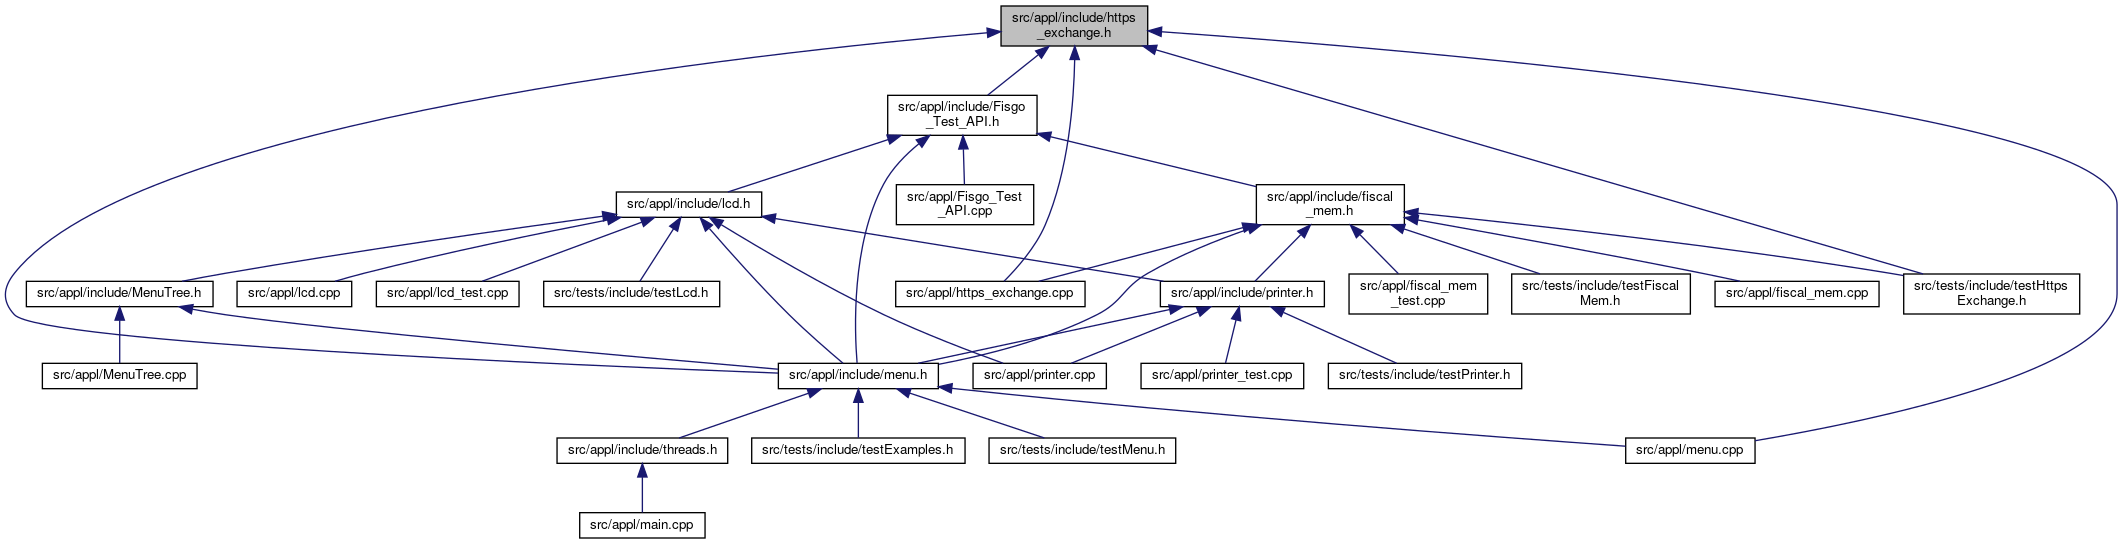 src/appl/include/https
_exchange.h
src/appl/include/Fisgo
_Test_API.h
src/appl/include/lcd.h
src/appl/Fisgo_Test
_API.cpp
src/appl/include/fiscal
_mem.h
src/appl/include/MenuTree.h
src/appl/lcd.cpp
src/appl/lcd_test.cpp
src/tests/include/testLcd.h
src/appl/https_exchange.cpp
src/appl/include/printer.h
src/appl/fiscal_mem
_test.cpp
src/tests/include/testFiscal
Mem.h
src/appl/fiscal_mem.cpp
src/tests/include/testHttps
Exchange.h
src/appl/MenuTree.cpp
src/appl/include/menu.h
src/appl/printer.cpp
src/appl/printer_test.cpp
src/tests/include/testPrinter.h
src/appl/include/threads.h
src/tests/include/testExamples.h
src/tests/include/testMenu.h
src/appl/menu.cpp
src/appl/main.cpp